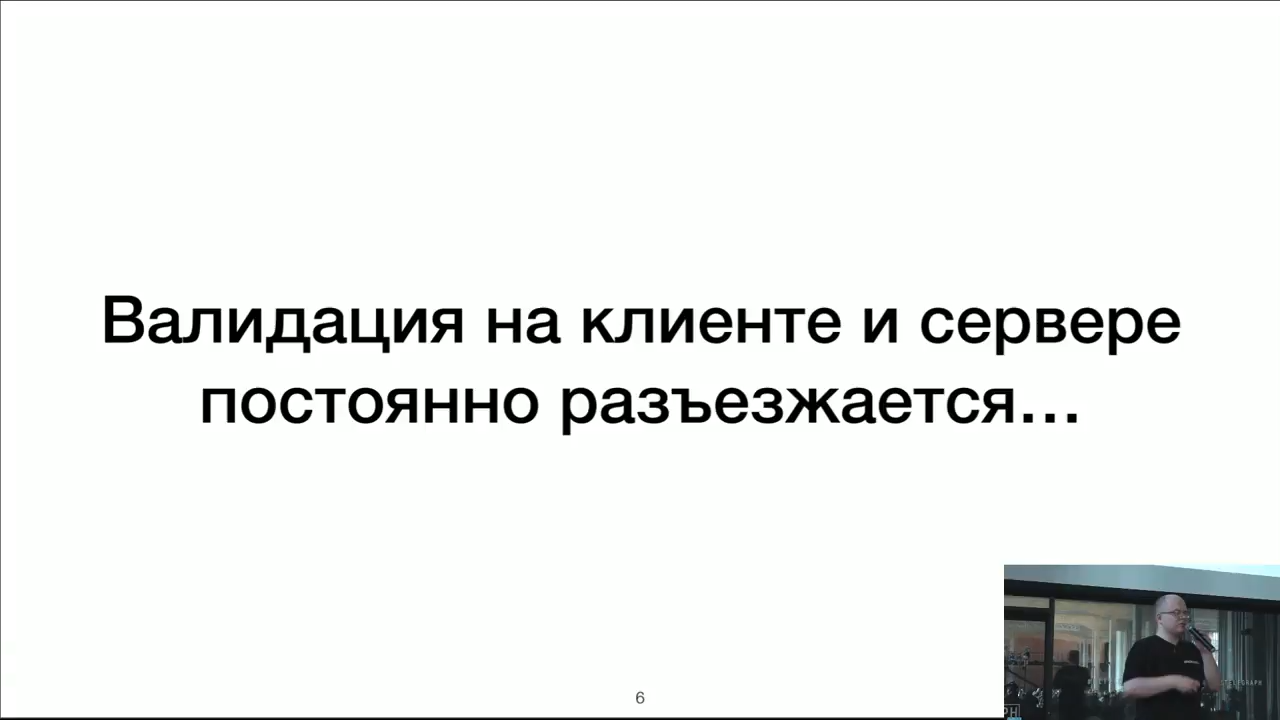 Валидация на клиенте и сервере
постоянно разъезжается...
6